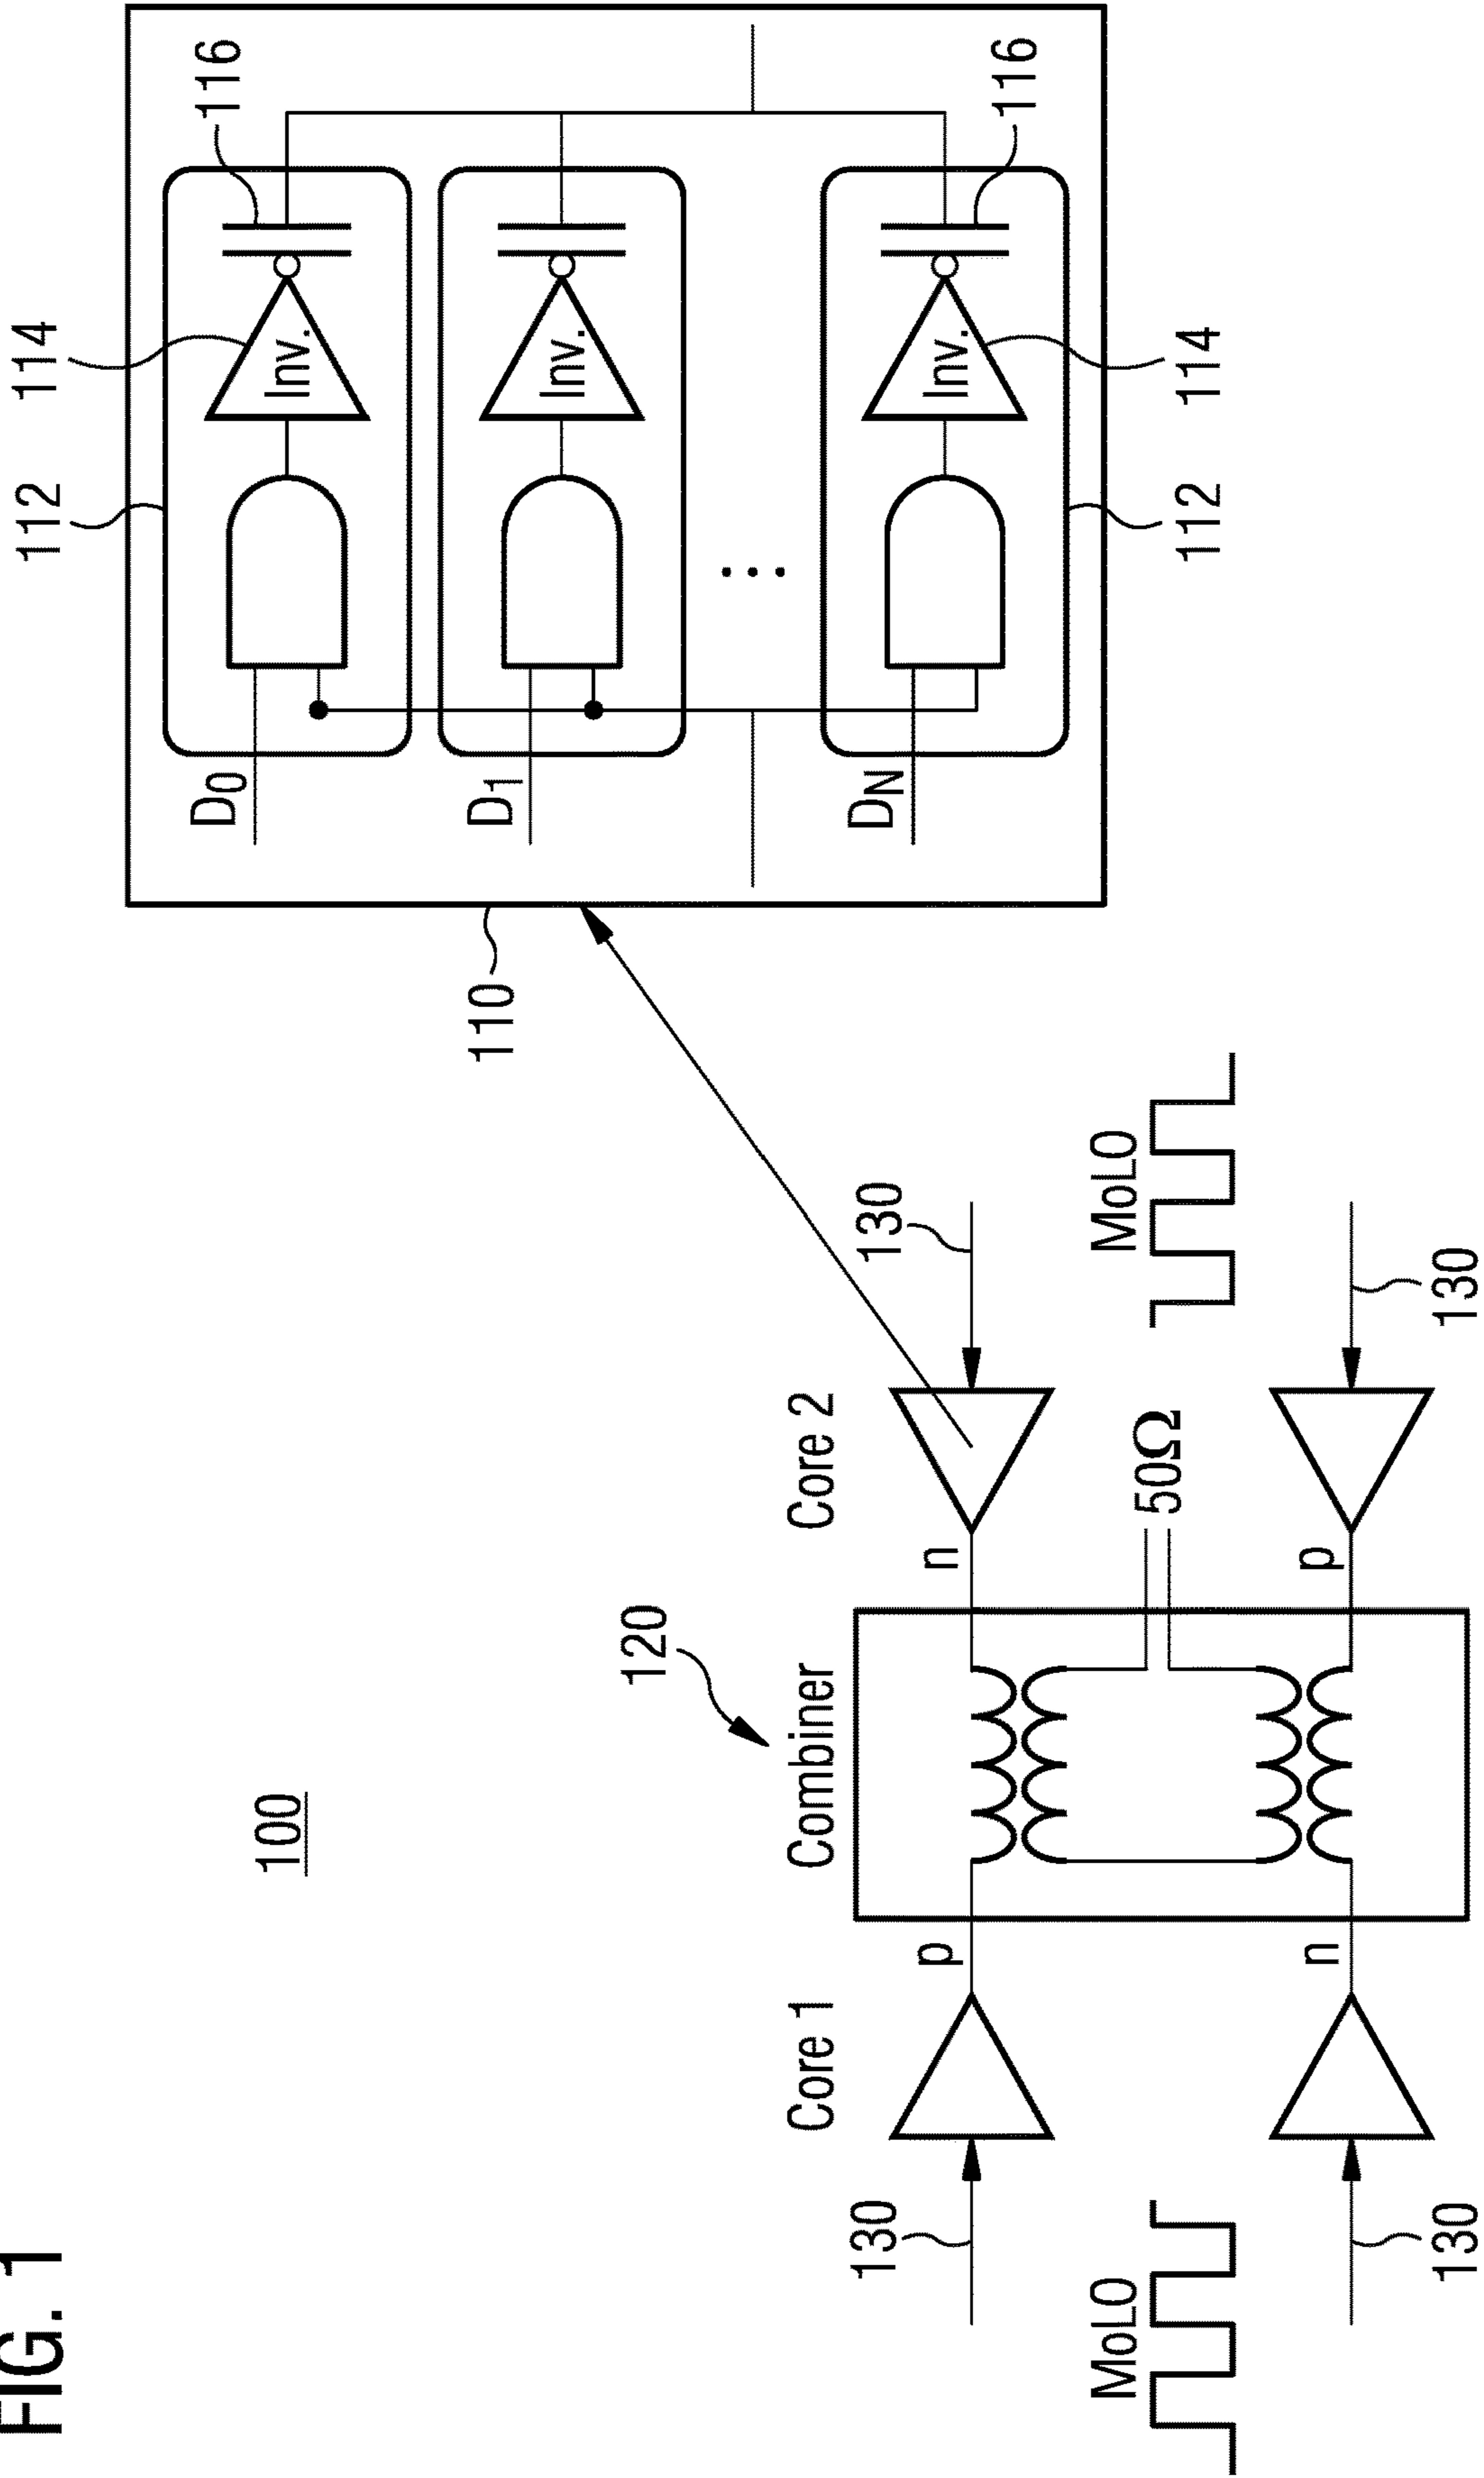 FIG. 1
100
120
Combiner
Core 1
Core 2
p
n
n
p
50Ω
130
130
130
130
MoLO
MoLO
110
112
112
114
114
116
116
D0
D1
DN
Inv.
Inv.
Inv.